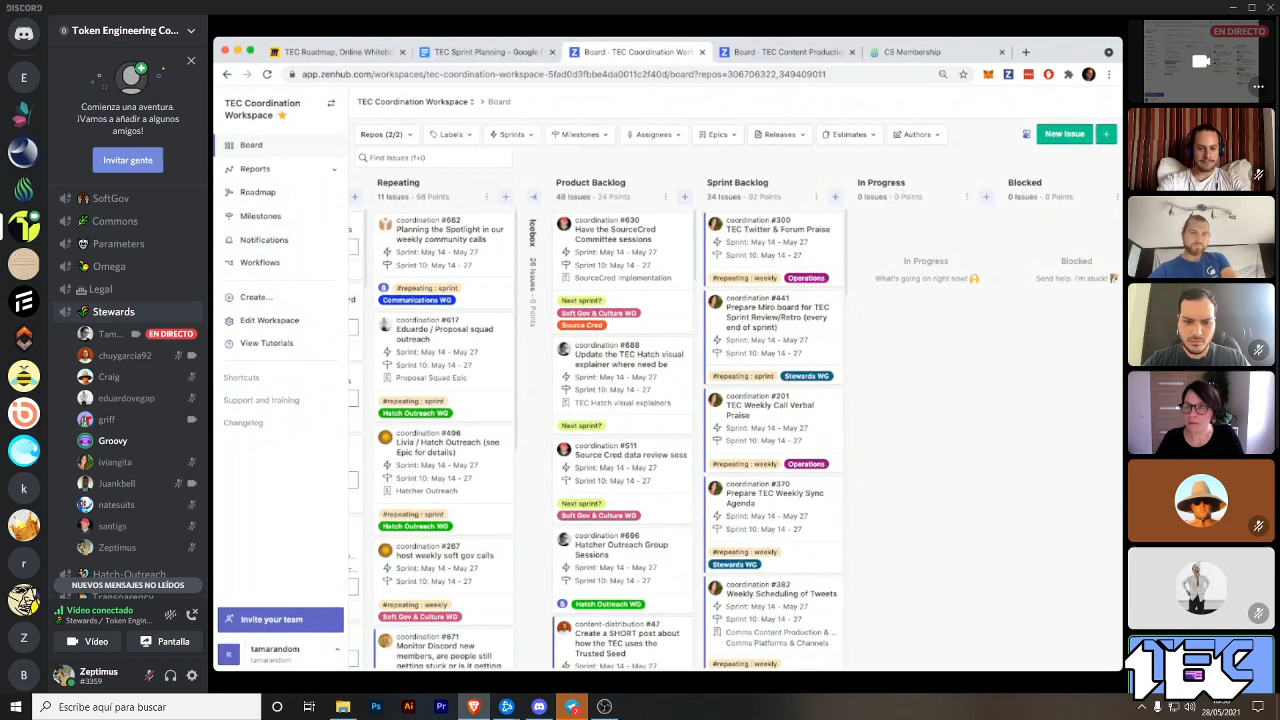 DISCORD
Token En...
¡Comienza
una aventura.
Invitemos a
algunos amigos.
Invitar gente
SoftGov
Commons
Parameters
Omega
Legal
Tam...
EN DIRECTO
chuygarcia92
Craig
eduardovegap
griff
Groovy
iviangita
Juankbell
natesuits
santigs
Zeptimus
Hatch-Outreach
NUEVOS MENSAJES NO LEÍDOS
Transparency
Vídeo conectado
Stewards / Token Engi...
Vídeo
Pantalla
Zeptimus
TEC Roadmap, Online Whitebo
TEC Sprint Planning - Google D
Board · TEC Coordination Wor
Board · TEC Content Producti
CS Membership
app.zenhub.com/workspaces/tec-coordination-workspace-5fad0d3fbbe4da0011c2f40d/board?repos=306706322,349409011
TEC Coordination
Workspace
Board
Reports
Roadmap
Milestones
Notifications
Workflows
Create...
Edit Workspace
View Tutorials
Shortcuts
Support and training
Changelog
Invite your team
tamarandom
tamarandom
TEC Coordination Workspace
Board
Repos (2/2)
Labels
Sprints
Milestones
Assignees
Epics
Releases
Estimates
Authors
New Issue
Find Issues (f+i)
Repeating
11 Issues - 58 Points
coordination #662
Planning the Spotlight in our
weekly community calls
Sprint: May 14 - May 27
Sprint 10: May 14 - 27
#repeating : sprint
Communications WG
coordination #617
Eduardo / Proposal squad
outreach
Sprint: May 14 - May 27
Sprint 10: May 14 - 27
Proposal Squad Epic
#repeating : sprint
Hatch Outreach WG
coordination #496
Livia / Hatch Outreach (see
Epic for details)
Sprint: May 14 - May 27
Sprint 10: May 14 - 27
Hatcher Outreach
#repeating : sprint
Hatch Outreach WG
coordination #267
host weekly soft gov calls
Sprint: May 14 - May 27
Sprint 10: May 14 - 27
#repeating : weekly
Soft Gov & Culture WG
coordination #671
Monitor Discord new
members, are people still
getting stuck or is it getting
Icebox 26 Issues - 0 Points
Product Backlog
48 Issues - 24 Points
coordination #630
Have the SourceCred
Committee sessions
Sprint: May 14 - May 27
Sprint 10: May 14 - 27
SourceCred Implementation
Next sprint?
Soft Gov & Culture WG
Source Cred
coordination #688
Update the TEC Hatch visual
explainer where need be
Sprint: May 14 - May 27
Sprint 10: May 14 - 27
TEC Hatch visual explainers
Next sprint?
coordination #511
Source Cred data review sess
Sprint: May 14 - May 27
Sprint 10: May 14 - 27
Next sprint?
Soft Gov & Culture WG
coordination #696
Hatcher Outreach Group
Sessions
Sprint 10: May 14 - 27
Hatch Outreach WG
content-distribution #47
Create a SHORT post about
how the TEC uses the
Trusted Seed
Sprint Backlog
34 Issues - 92 Points
coordination #300
TEC Twitter & Forum Praise
Sprint: May 14 - May 27
Sprint 10: May 14 - 27
#repeating : weekly
Operations
coordination #441
Prepare Miro board for TEC
Sprint Review/Retro (every
end of sprint)
Sprint: May 14 - May 27
Sprint 10: May 14 - 27
#repeating : sprint
Stewards WG
coordination #201
TEC Weekly Call Verbal
Praise
Sprint: May 14 - May 27
Sprint 10: May 14 - 27
#repeating : weekly
Operations
coordination #370
Prepare TEC Weekly Sync
Agenda
Sprint: May 14 - May 27
Sprint 10: May 14 - 27
#repeating : weekly
Stewards WG
coordination #382
Weekly Scheduling of Tweets
Sprint: May 14 - May 27
Sprint 10: May 14 - 27
Comms Content Production & ...
Comms Platforms & Channels
#repeating : weekly
In Progress
0 Issues - 0 Points
In Progress
What's going on right now!
Blocked
0 Issues - 0 Points
Blocked
Send help. I'm stuck!
EN DIRECTO
TEC
Escribe aquí para buscar
28/05/2021